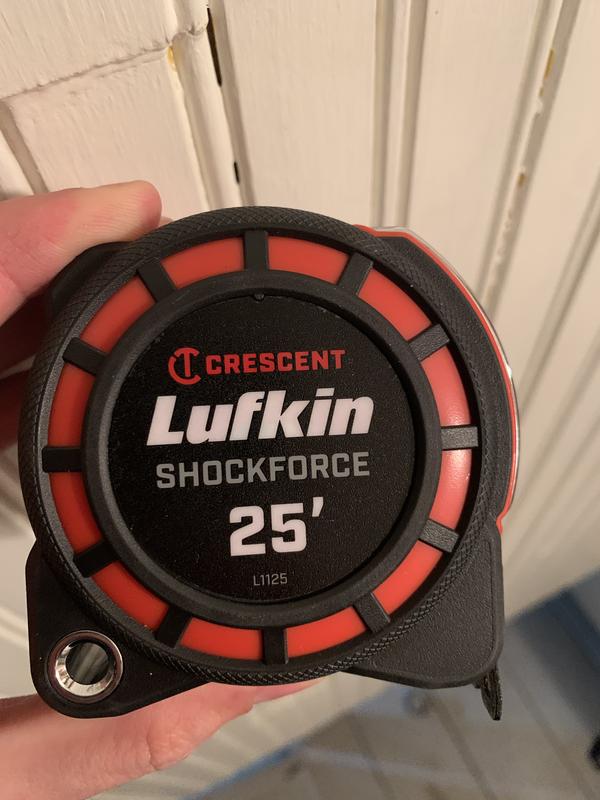 CRESCENT
Lufkin
SHOCKFORCE
25'
L1125